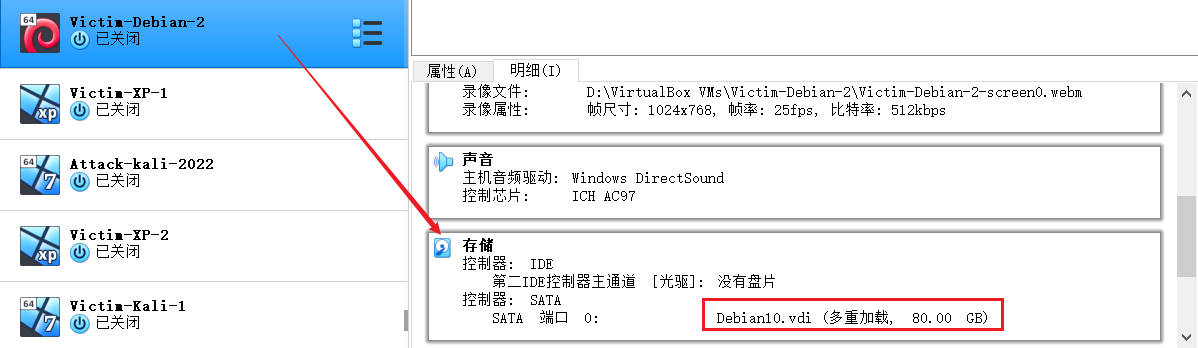 64
Victim-Debian-2
已关闭
xp
Victim-XP-1
已关闭
64
7
Attack-kali-2022
已关闭
xp
Victim-XP-2
已关闭
64
7
Victim-Kali-1
已关闭
属性(A)
明细(I)
录像文件: D:\VirtualBox VMs\Victim-Debian-2\Victim-Debian-2-screen0.webm
录像属性: 帧尺寸: 1024x768, 帧率: 25fps, 比特率: 512kbps
声音
主机音频驱动: Windows DirectSound
控制芯片: ICH AC97
存储
控制器: IDE
第二IDE控制器主通道 [光驱]: 没有盘片
控制器: SATA
SATA 端口 0: Debian10.vdi (多重加载, 80.00 GB)